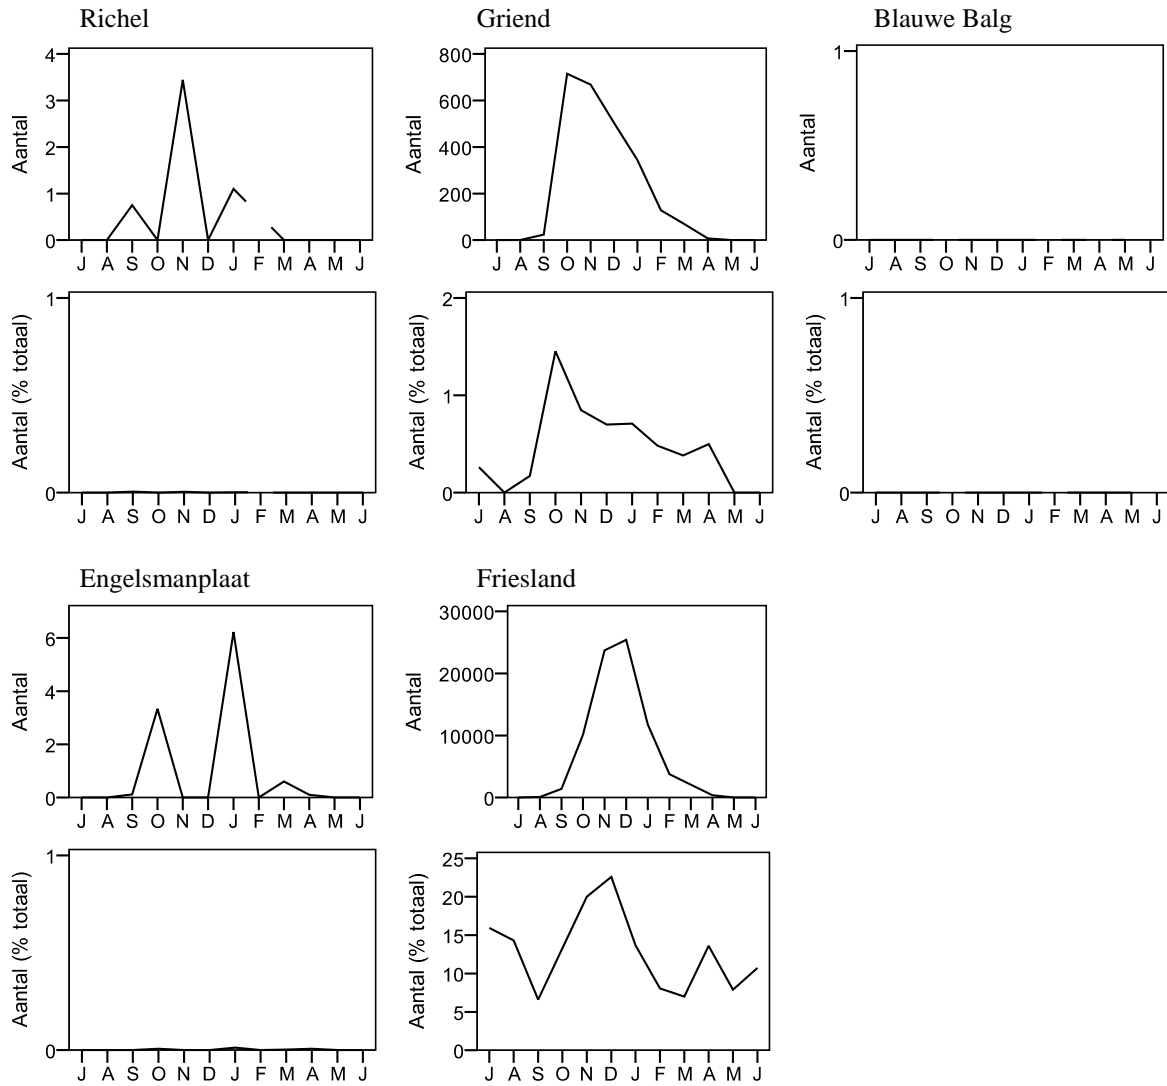 Richel
Griend
Blauwe Balg
Aantal
4
3
2
1
0
J A S O N D J F M A M J
Aantal
800
600
400
200
0
J A S O N D J F M A M J
Aantal
1
0
J A S O N D J F M A M J
Aantal (% totaal)
1
0
J A S O N D J F M A M J
Aantal (% totaal)
2
1
0
J A S O N D J F M A M J
Aantal (% totaal)
1
0
J A S O N D J F M A M J
Engelsmanplaat
Friesland
Aantal
6
4
2
0
J A S O N D J F M A M J
Aantal
30000
20000
10000
0
J A S O N D J F M A M J
Aantal (% totaal)
1
0
J A S O N D J F M A M J
Aantal (% totaal)
25
20
15
10
5
0
J A S O N D J F M A M J